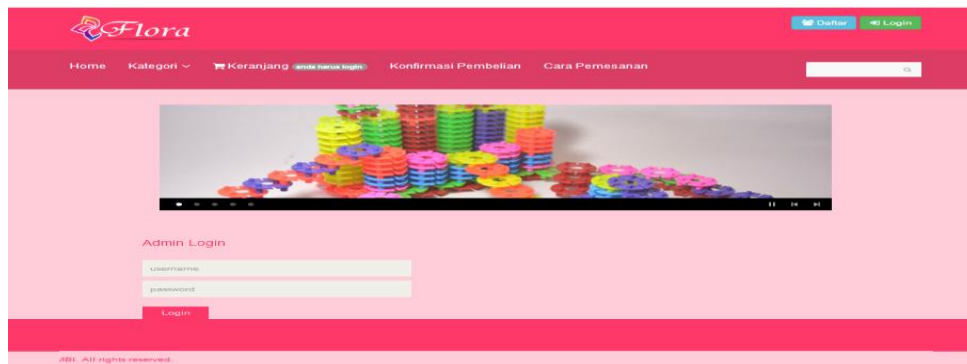 Flora
Daftar
Login
Home Kategori Keranjang anda harus login Konfirmasi Pembelian Cara Pemesanan
Admin Login
username
password
Login
JBI. All rights reserved.